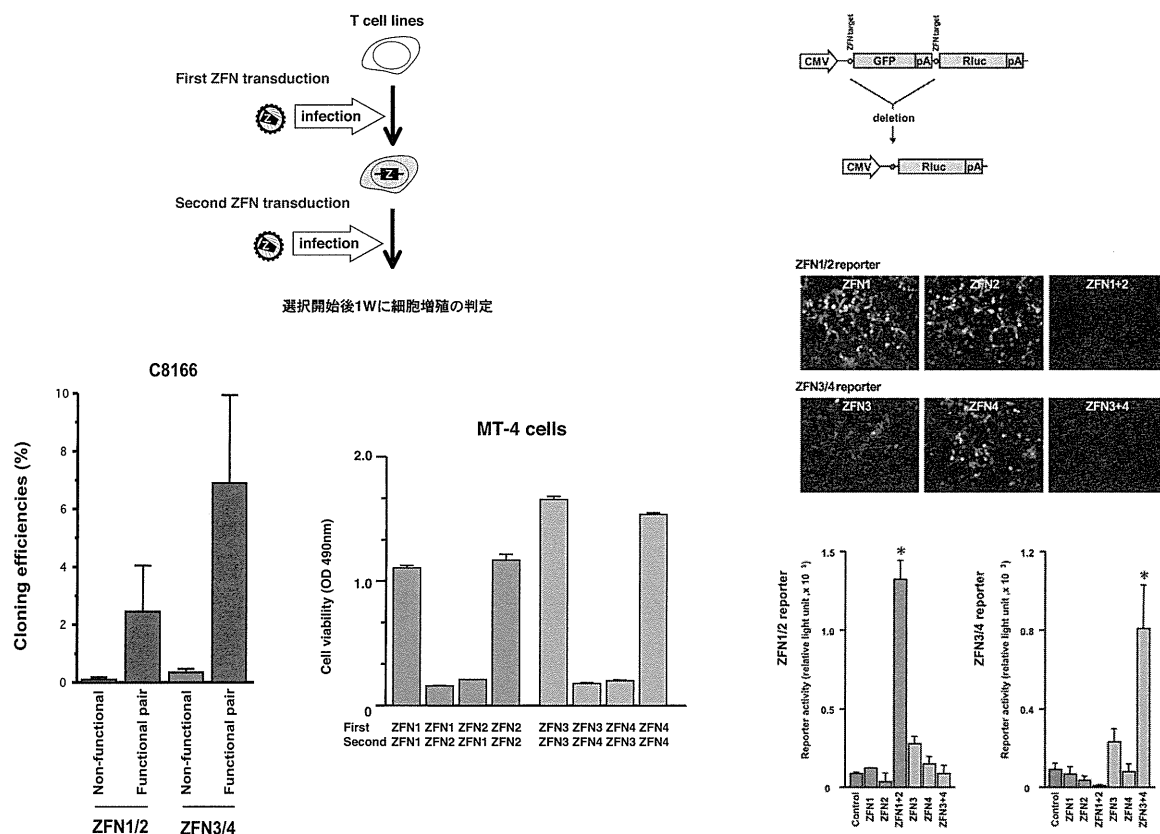 T cell lines
First ZFN transduction
Z
infection
Z
Second ZFN transduction
Z
infection
選択開始後1Wに細胞増殖の判定
ZFN target
ZFN target
CMV
GFP
pA
Rluc
pA
deletion
CMV
Rluc
pA
ZFN1/2 reporter
ZFN1
ZFN2
ZFN1+2
ZFN3/4 reporter
ZFN3
ZFN4
ZFN3+4
C8166
Cloning efficiencies (%)
10
8
6
4
2
0
Non-functional
Functional pair
Non-functional
Functional pair
ZFN1/2
ZFN3/4
MT-4 cells
Cell viability (OD 490nm)
2.0
1.0
0
First ZFN1 ZFN1 ZFN2 ZFN2 ZFN3 ZFN3 ZFN4 ZFN4
Second ZFN1 ZFN2 ZFN1 ZFN2 ZFN3 ZFN4 ZFN3 ZFN4
ZFN1/2 reporter
Reporter activity (relative light unit ,x 10 ³)
1.5
1.0
0.5
0
*
Control
ZFN1
ZFN2
ZFN1+2
ZFN3
ZFN4
ZFN3+4
ZFN3/4 reporter
Reporter activity (relative light unit ,x 10 ³)
1.2
0.8
0.4
0
*
Control
ZFN1
ZFN2
ZFN1+2
ZFN3
ZFN4
ZFN3+4